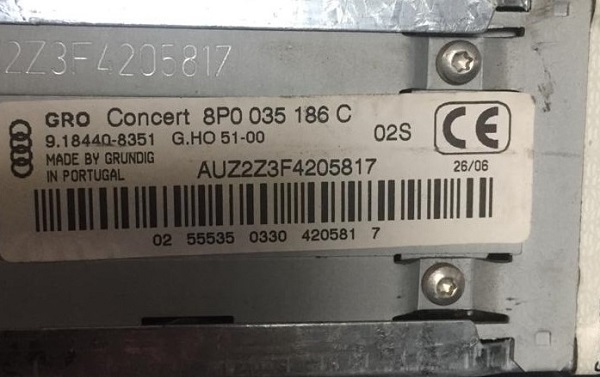 2Z3F4205817
GRO Concert 8P0 035 186 C
9.18440-8351 G.HO 51-00 02S CE
MADE BY GRUNDIG
IN PORTUGAL
AUZ2Z3F4205817 26/06
02 55535 0330 420581 7